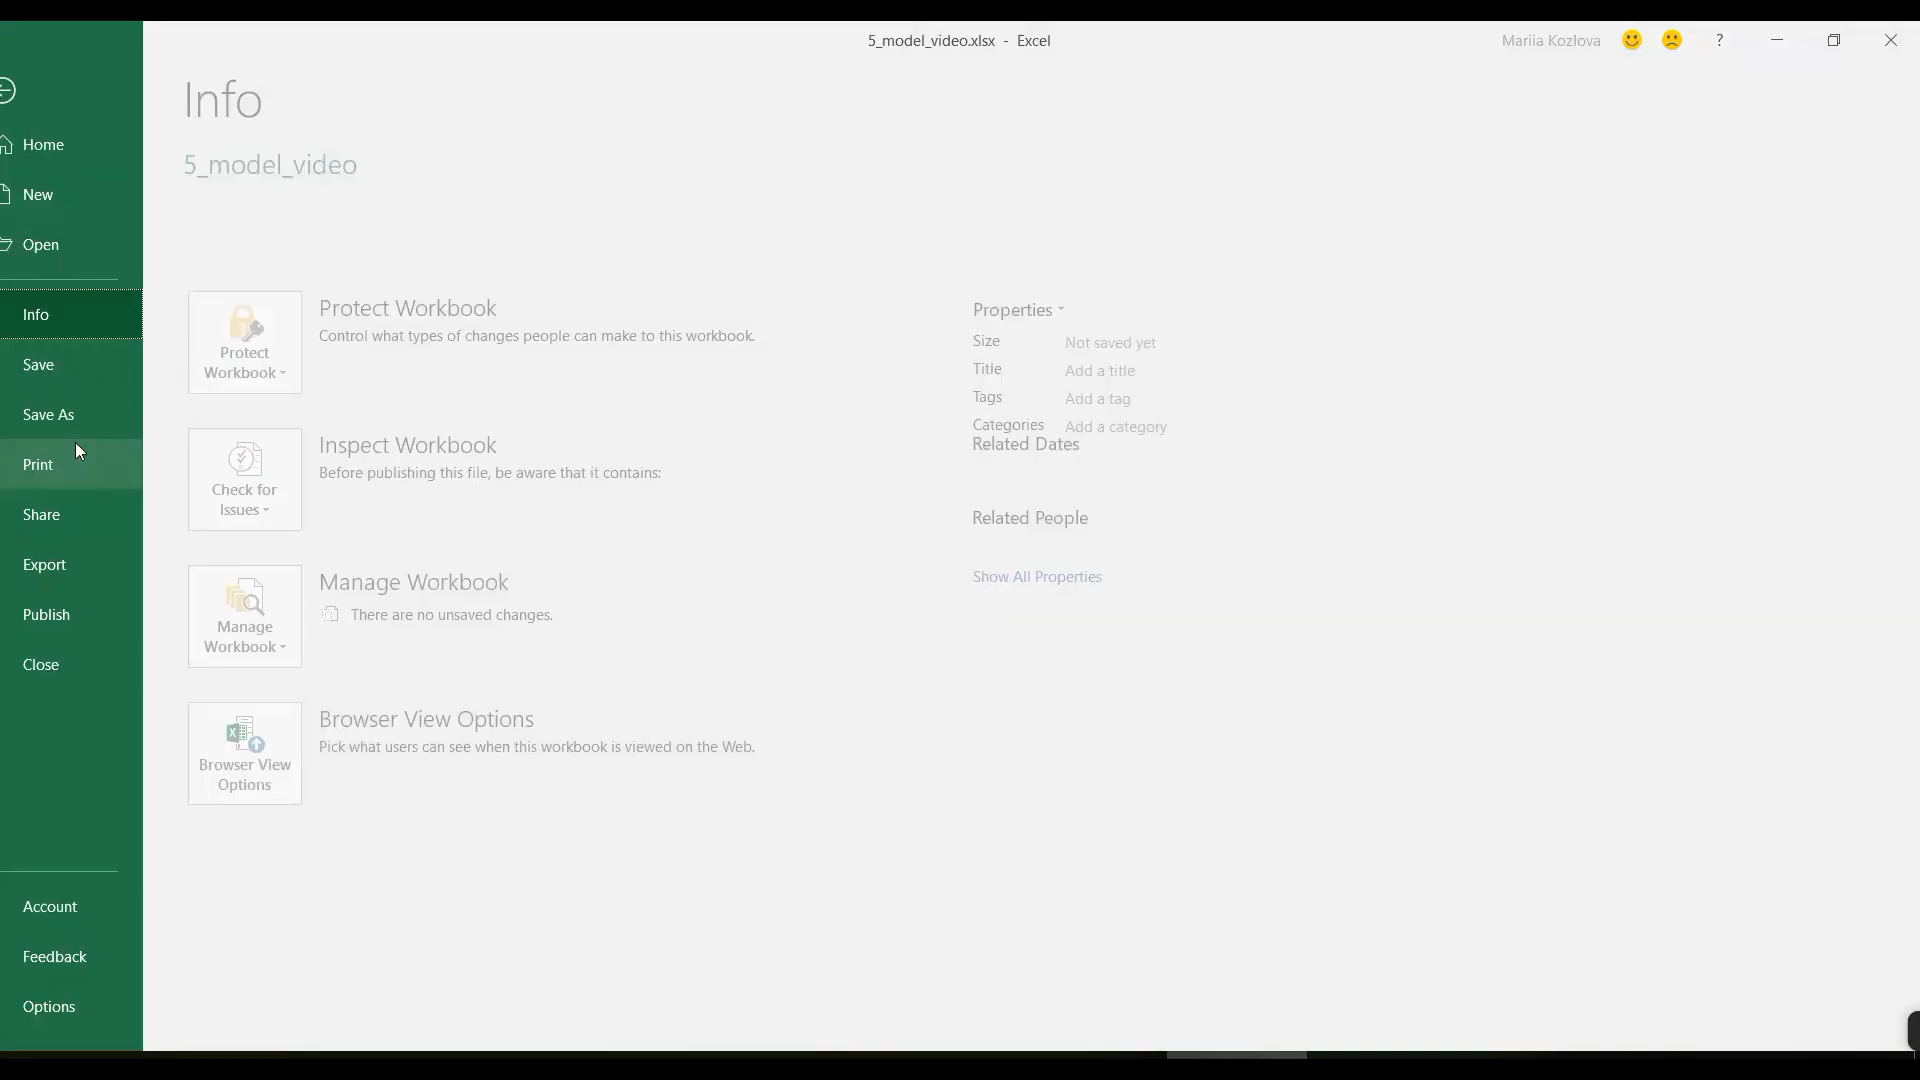 5_model_video.xlsx - Excel
Mariia Kozlova
?
Info
5_model_video
Home
New
Open
Info
Save
Save As
Print
Share
Export
Publish
Close
Account
Feedback
Options
Protect
Workbook
Protect Workbook
Control what types of changes people can make to this workbook.
Check for
Issues
Inspect Workbook
Before publishing this file, be aware that it contains:
Manage
Workbook
Manage Workbook
There are no unsaved changes.
Browser View
Options
Browser View Options
Pick what users can see when this workbook is viewed on the Web.
Properties
Size Not saved yet
Title Add a title
Tags Add a tag
Categories Add a category
Related Dates
Related People
Show All Properties